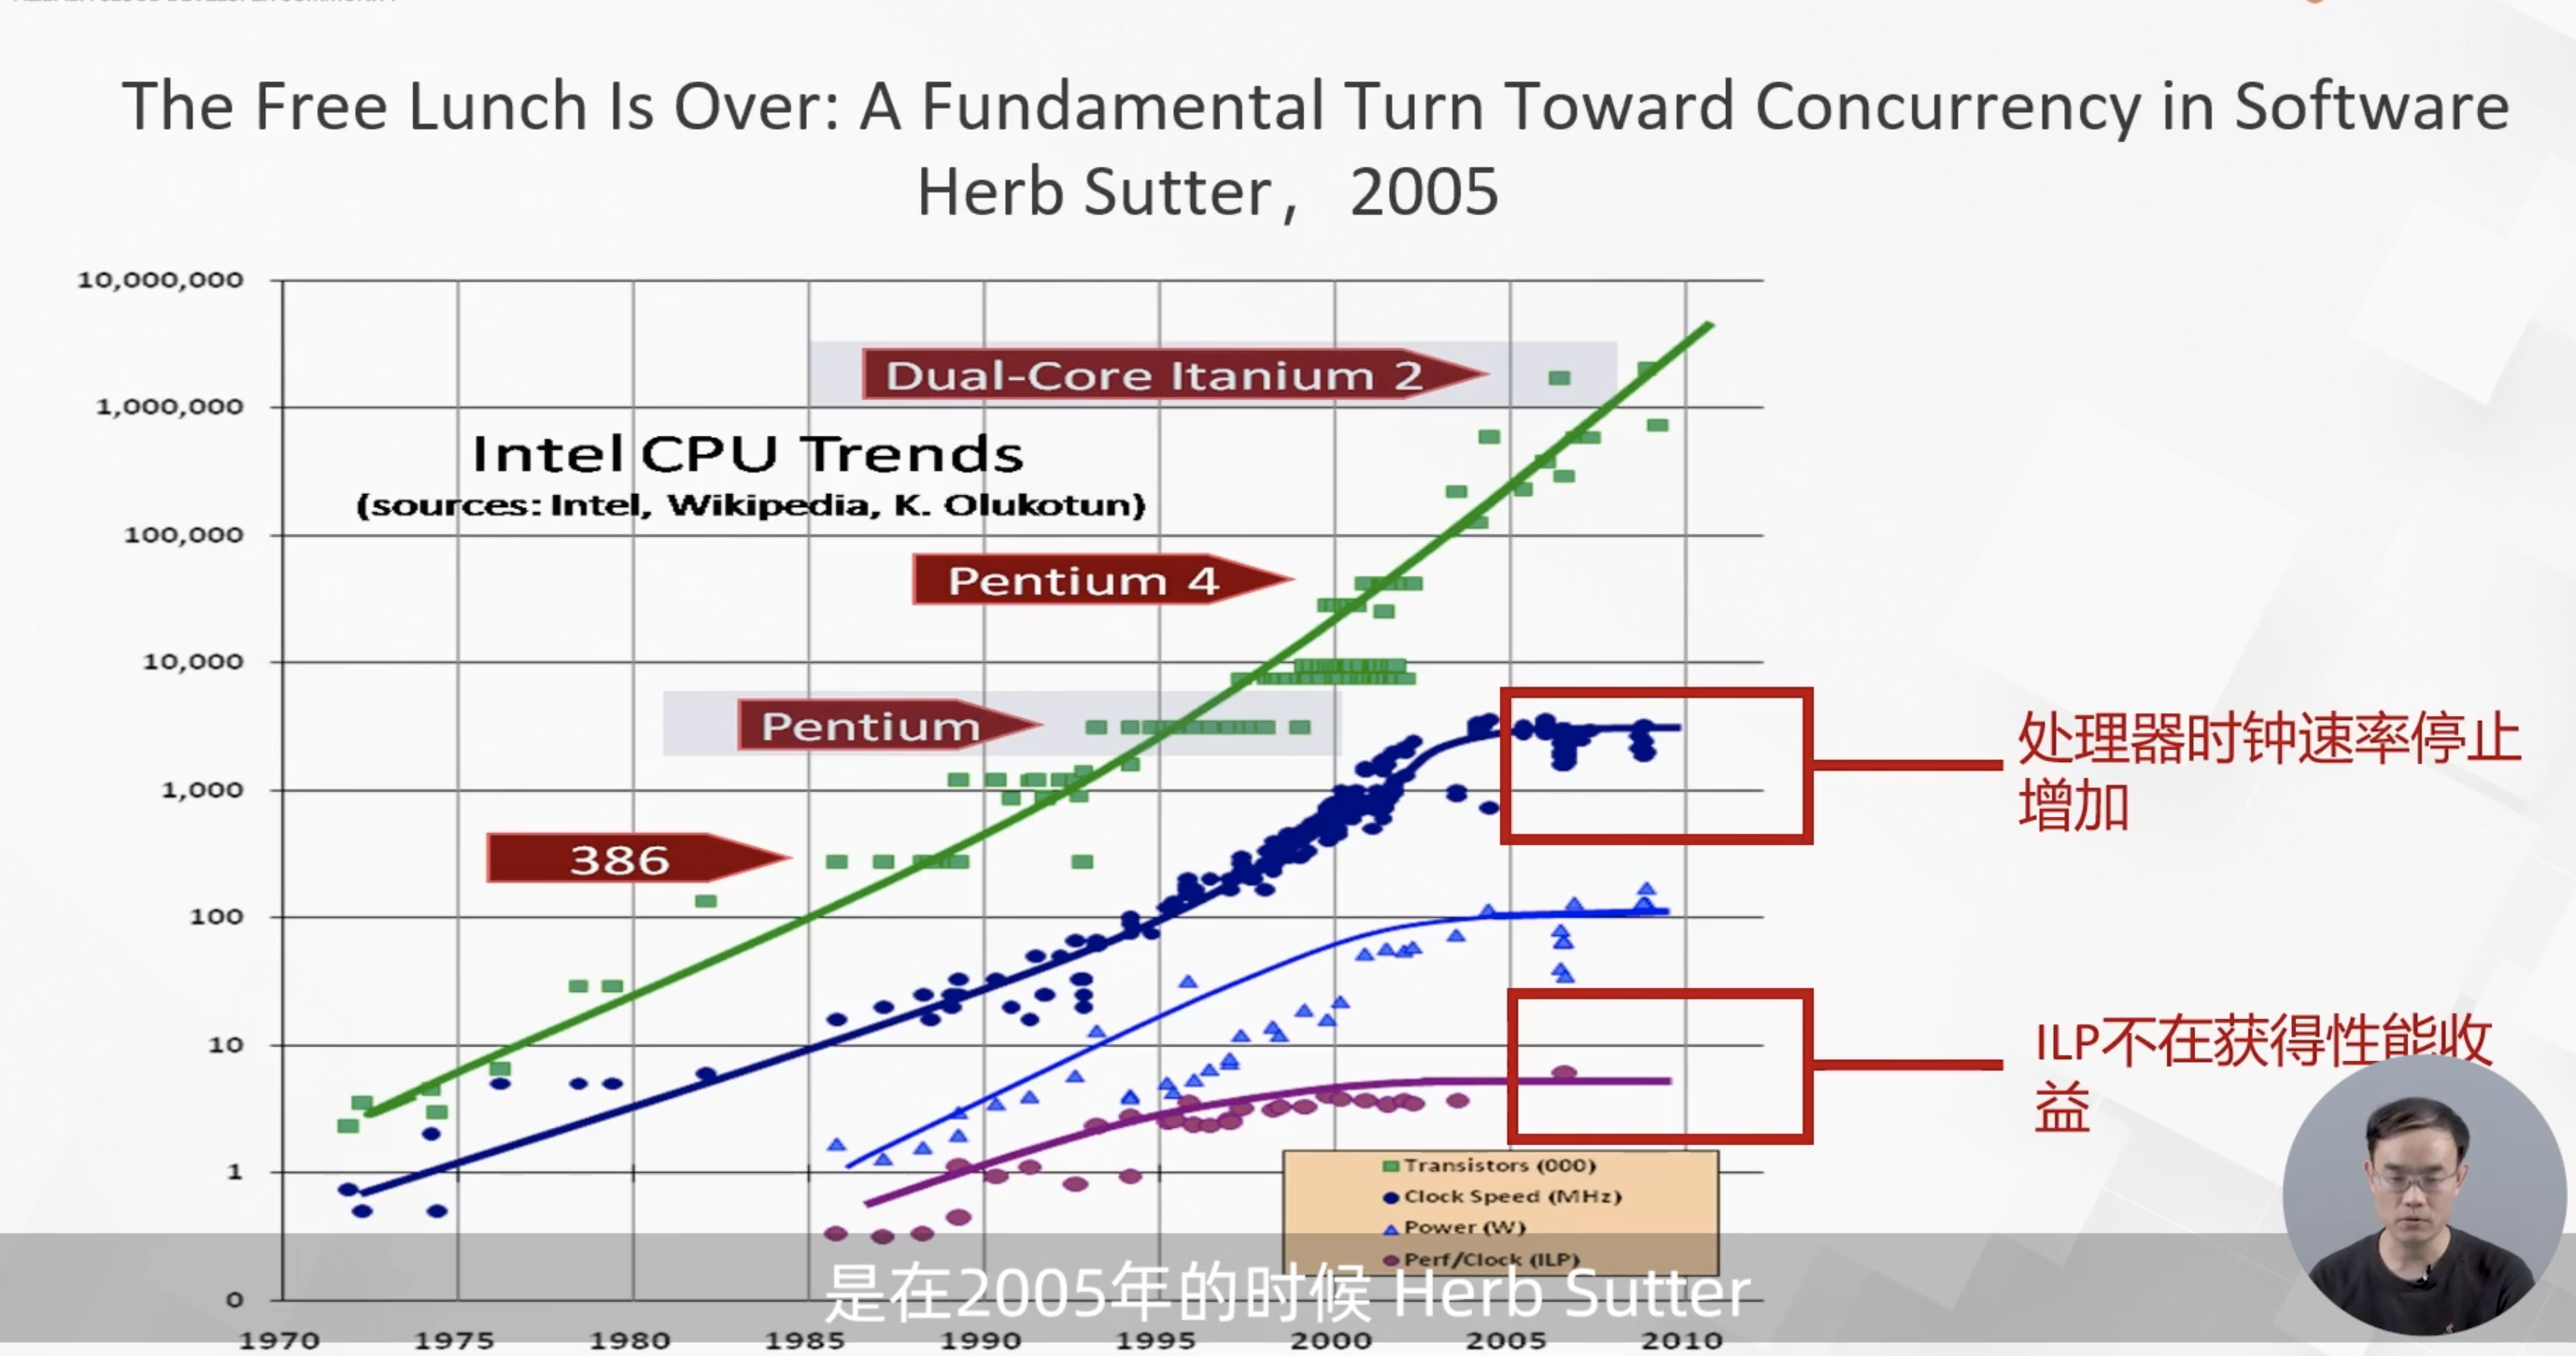 The Free Lunch Is Over: A Fundamental Turn Toward Concurrency in Software
Herb Sutter，2005
10,000,000
1,000,000
100,000
10,000
1,000
100
10
1
0
Dual-Core Itanium 2
Intel CPU Trends
(sources: Intel, Wikipedia, K. Olukotun)
Pentium 4
Pentium
386
处理器时钟速率停止
增加
ILP不在获得性能收
益
Transistors (000)
Clock Speed (MHz)
Power (W)
Perf/Clock (ILP)
是在2005年的时候 Herb Sutter
1970 1975 1980 1985 1990 1995 2000 2005 2010